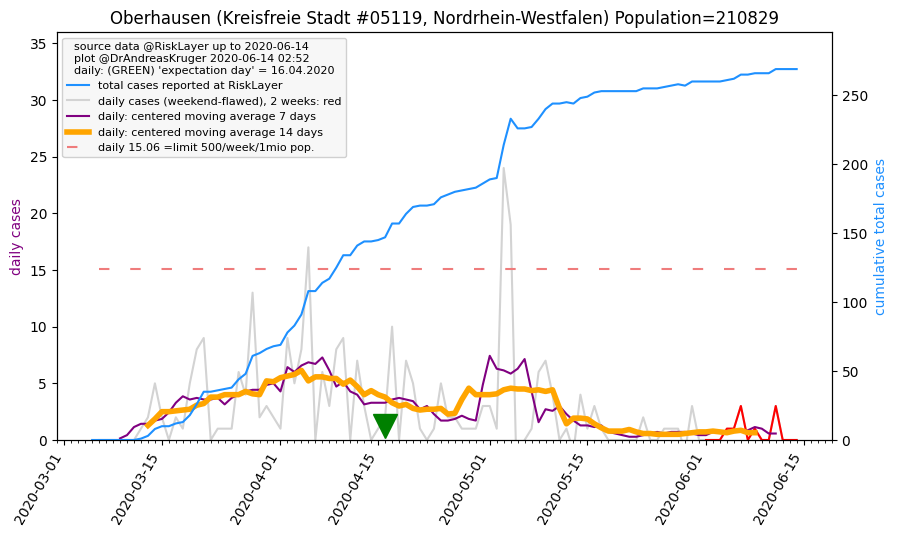 Oberhausen (Kreisfreie Stadt #05119, Nordrhein-Westfalen) Population=210829
source data @RiskLayer up to 2020-06-14
plot @DrAndreasKruger 2020-06-14 02:52
daily: (GREEN) 'expectation day' = 16.04.2020
total cases reported at RiskLayer
daily cases (weekend-flawed), 2 weeks: red
daily: centered moving average 7 days
daily: centered moving average 14 days
daily 15.06 =limit 500/week/1mio pop.
daily cases
35
30
25
20
15
10
5
0
cumulative total cases
250
200
150
100
50
0
2020-03-01
2020-03-15
2020-04-01
2020-04-15
2020-05-01
2020-05-15
2020-06-01
2020-06-15